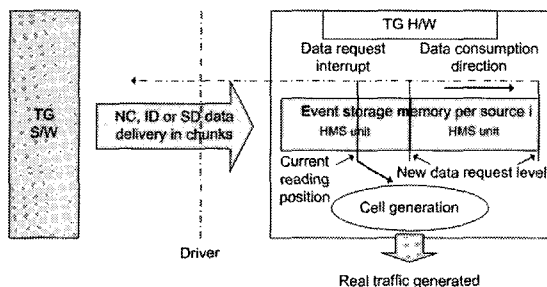 TG H/W
Data request
interrupt
Data consumption
direction
TG
S/W
NC, ID or SD data
delivery in chunks
Event storage memory per source i
HMS unit
HMS unit
Current
reading
position
New data request level
Cell generation
Driver
Real traffic generated